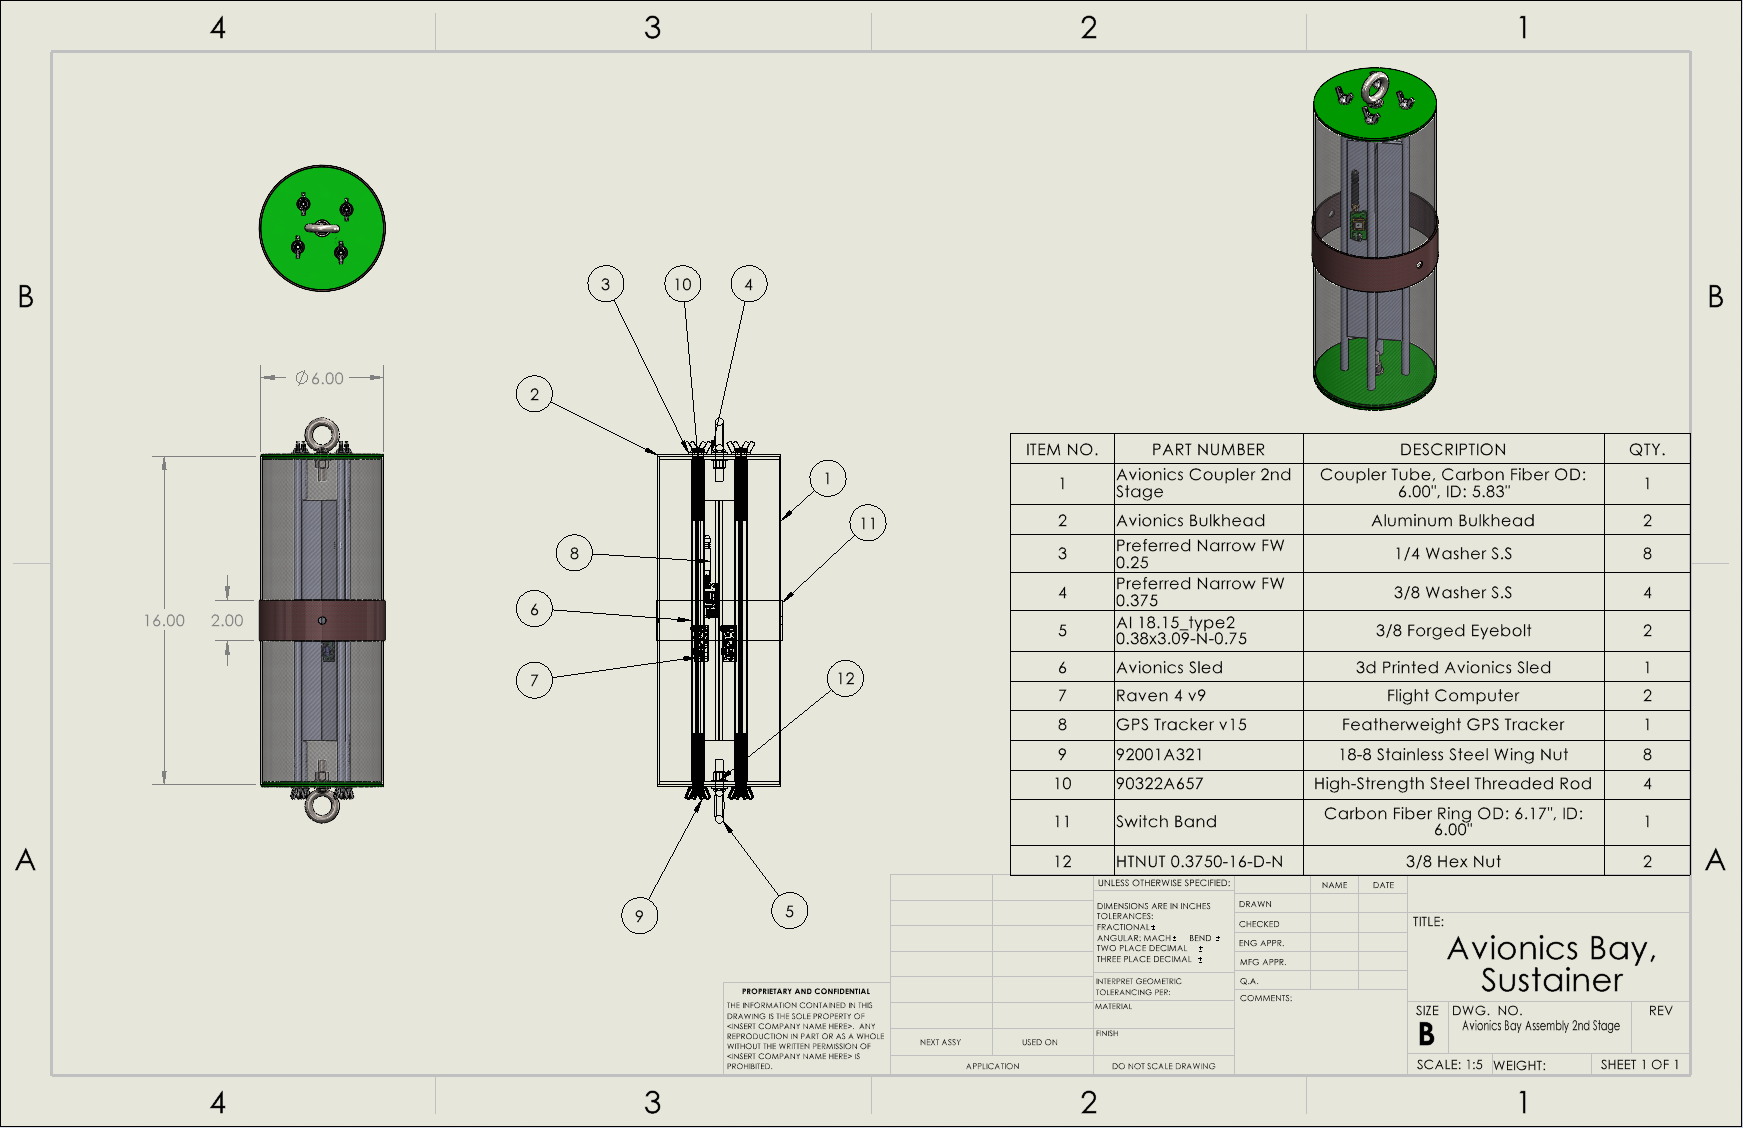 4 3 2 1
B B
A A
4 3 2 1
Ø6.00
16.00
2.00
3 10 4
2
1
11
8
6
7
12
9
5
ITEM NO. PART NUMBER DESCRIPTION QTY.
1 Avionics Coupler 2nd Stage Coupler Tube, Carbon Fiber OD: 6.00", ID: 5.83" 1
2 Avionics Bulkhead Aluminum Bulkhead 2
3 Preferred Narrow FW 0.25 1/4 Washer S.S 8
4 Preferred Narrow FW 0.375 3/8 Washer S.S 4
5 AI 18.15_type2 0.38x3.09-N-0.75 3/8 Forged Eyebolt 2
6 Avionics Sled 3d Printed Avionics Sled 1
7 Raven 4 v9 Flight Computer 2
8 GPS Tracker v15 Featherweight GPS Tracker 1
9 92001A321 18-8 Stainless Steel Wing Nut 8
10 90322A657 High-Strength Steel Threaded Rod 4
11 Switch Band Carbon Fiber Ring OD: 6.17", ID: 6.00" 1
12 HTNUT 0.3750-16-D-N 3/8 Hex Nut 2
PROPRIETARY AND CONFIDENTIAL
THE INFORMATION CONTAINED IN THIS
DRAWING IS THE SOLE PROPERTY OF
<INSERT COMPANY NAME HERE>. ANY
REPRODUCTION IN PART OR AS A WHOLE
WITHOUT THE WRITTEN PERMISSION OF
<INSERT COMPANY NAME HERE> IS
PROHIBITED.
NEXT ASSY USED ON
APPLICATION
UNLESS OTHERWISE SPECIFIED:
DIMENSIONS ARE IN INCHES
TOLERANCES:
FRACTIONAL±
ANGULAR: MACH± BEND ±
TWO PLACE DECIMAL ±
THREE PLACE DECIMAL ±
INTERPRET GEOMETRIC
TOLERANCING PER:
MATERIAL
FINISH
DO NOT SCALE DRAWING
NAME DATE
DRAWN
CHECKED
ENG APPR.
MFG APPR.
Q.A.
COMMENTS:
TITLE:
Avionics Bay,
Sustainer
SIZE DWG. NO. REV
B Avionics Bay Assembly 2nd Stage
SCALE: 1:5 WEIGHT: SHEET 1 OF 1